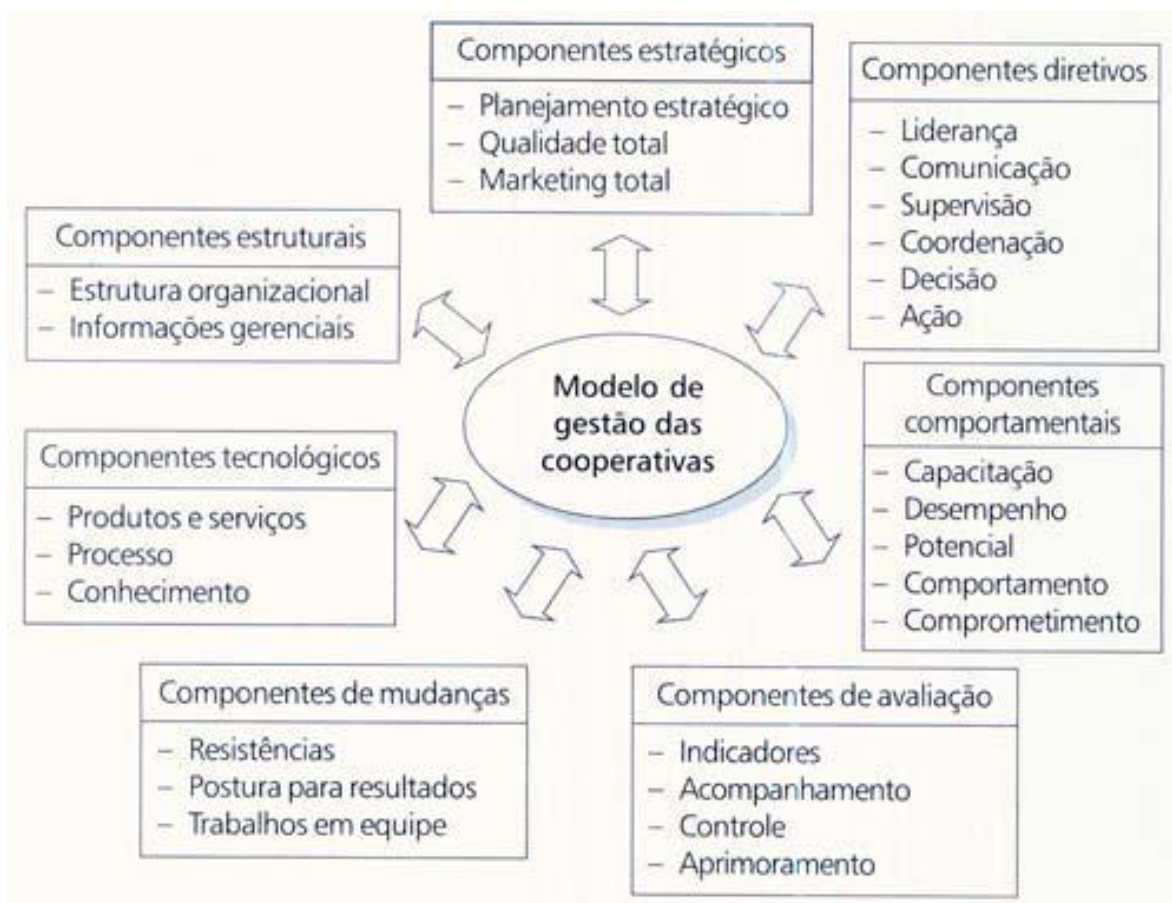 Componentes estratégicos
– Planejamento estratégico
– Qualidade total
– Marketing total
Componentes diretivos
– Liderança
– Comunicação
– Supervisão
– Coordenação
– Decisão
– Ação
Componentes estruturais
– Estrutura organizacional
– Informações gerenciais
Modelo de
gestão das
cooperativas
Componentes
comportamentais
– Capacitação
– Desempenho
– Potencial
– Comportamento
– Comprometimento
Componentes tecnológicos
– Produtos e serviços
– Processo
– Conhecimento
Componentes de mudanças
– Resistências
– Postura para resultados
– Trabalhos em equipe
Componentes de avaliação
– Indicadores
– Acompanhamento
– Controle
– Aprimoramento